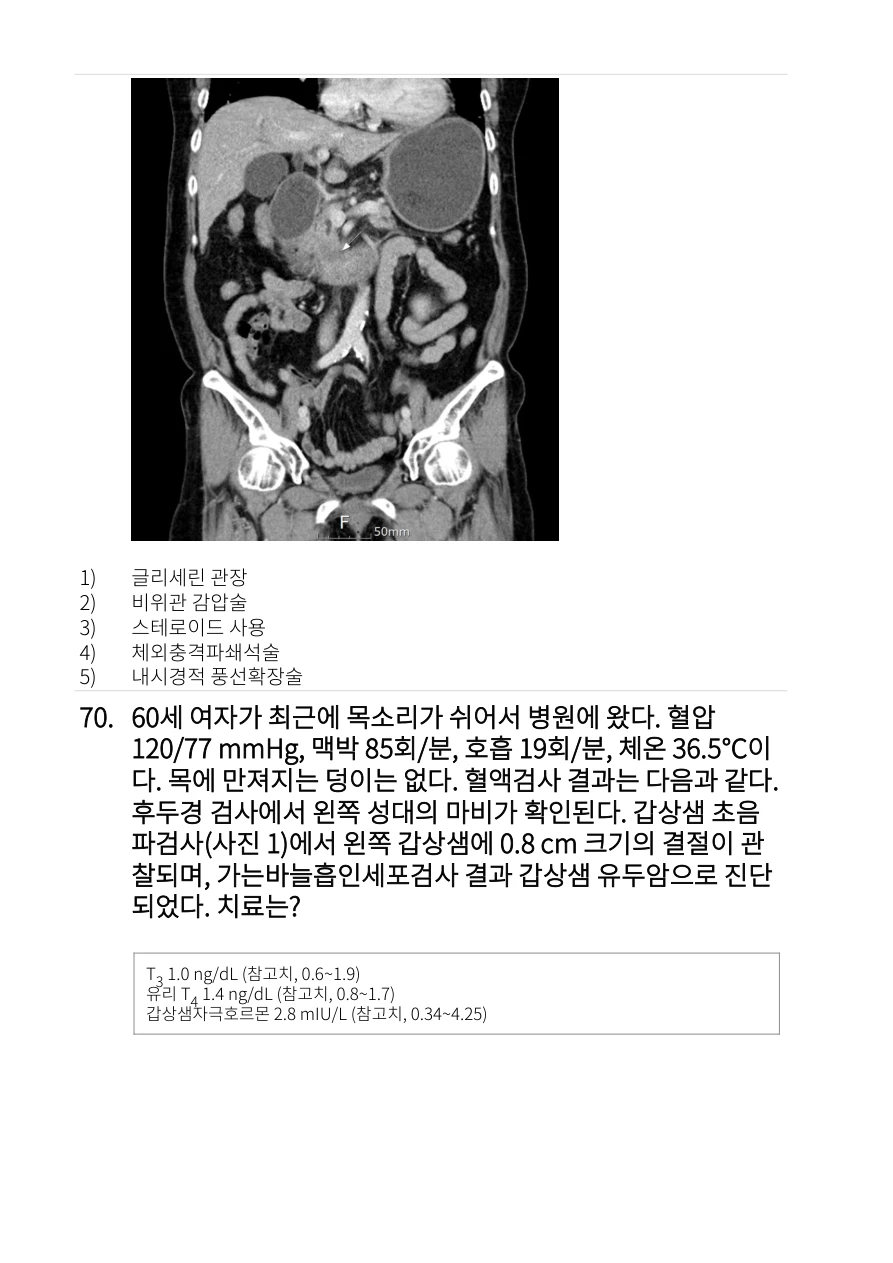 F
50mm
1) 글리세린 관장
2) 비위관 감압술
3) 스테로이드 사용
4) 체외충격파쇄석술
5) 내시경적 풍선확장술
70. 60세 여자가 최근에 목소리가 쉬어서 병원에 왔다. 혈압
120/77 mmHg, 맥박 85회/분, 호흡 19회/분, 체온 36.5℃이
다. 목에 만져지는 덩이는 없다. 혈액검사 결과는 다음과 같다.
후두경 검사에서 왼쪽 성대의 마비가 확인된다. 갑상샘 초음
파검사(사진 1)에서 왼쪽 갑상샘에 0.8 cm 크기의 결절이 관
찰되며, 가는바늘흡인세포검사 결과 갑상샘 유두암으로 진단
되었다. 치료는?
T3 1.0 ng/dL (참고치, 0.6~1.9)
유리 T4 1.4 ng/dL (참고치, 0.8~1.7)
갑상샘자극호르몬 2.8 mIU/L (참고치, 0.34~4.25)